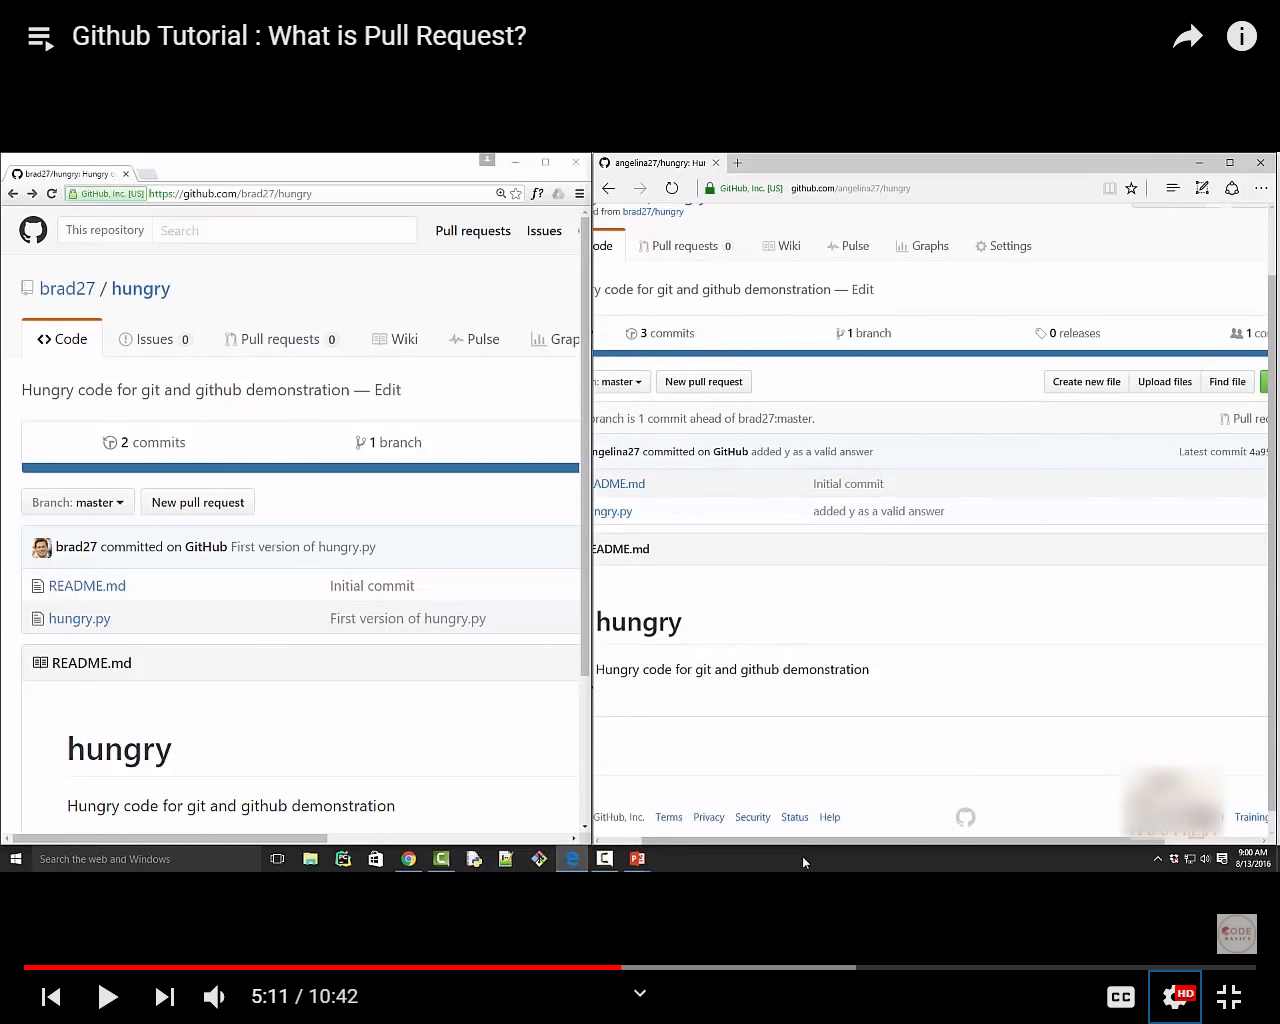 Github Tutorial : What is Pull Request?
brad27/hungry: Hungry
GitHub, Inc. [US] https://github.com/brad27/hungry
f?
This repository Search Pull requests Issues
brad27 / hungry
Code Issues 0 Pull requests 0 Wiki Pulse Grap
Hungry code for git and github demonstration — Edit
2 commits 1 branch
Branch: master New pull request
brad27 committed on GitHub First version of hungry.py
README.md Initial commit
hungry.py First version of hungry.py
README.md
hungry
Hungry code for git and github demonstration
angelina27/hungry: Hu
GitHub, Inc. [US] github.com/angelina27/hungry
d from brad27/hungry
ode Pull requests 0 Wiki Pulse Graphs Settings
y code for git and github demonstration — Edit
3 commits 1 branch 0 releases 1 co
: master New pull request Create new file Upload files Find file
ranch is 1 commit ahead of brad27:master. Pull re
ngelina27 committed on GitHub added y as a valid answer Latest commit 4a9
ADME.md Initial commit
ngry.py added y as a valid answer
EADME.md
hungry
Hungry code for git and github demonstration
GitHub, Inc. Terms Privacy Security Status Help Training
Search the web and Windows
9:00 AM
8/13/2016
CODE
BASICS
5:11 / 10:42
CC
HD